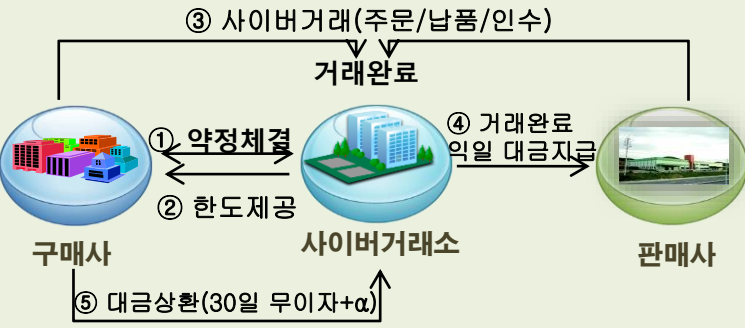 ③ 사이버거래(주문/납품/인수)
거래완료
① 약정체결
② 한도제공
④ 거래완료
익일 대금지급
구매사
사이버거래소
판매사
⑤ 대금상환(30일 무이자+α)